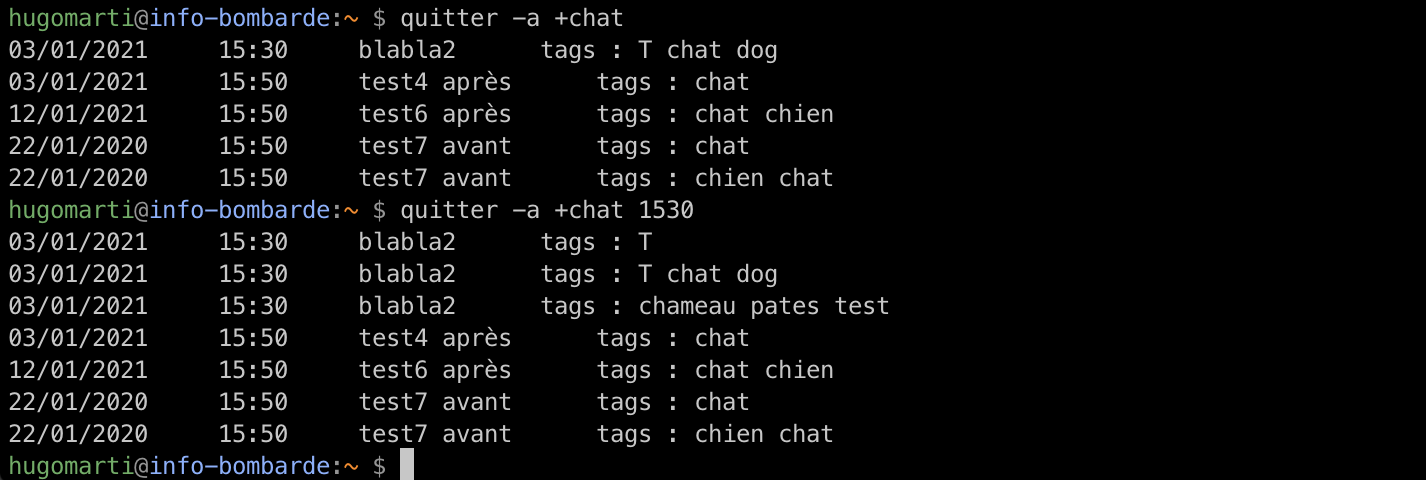 hugomarti@info-bombarde:~ $ quitter -a +chat
03/01/2021     15:30     blabla2      tags : T chat dog
03/01/2021     15:50     test4 après      tags : chat
12/01/2021     15:50     test6 après      tags : chat chien
22/01/2020     15:50     test7 avant      tags : chat
22/01/2020     15:50     test7 avant      tags : chien chat
hugomarti@info-bombarde:~ $ quitter -a +chat 1530
03/01/2021     15:30     blabla2      tags : T
03/01/2021     15:30     blabla2      tags : T chat dog
03/01/2021     15:30     blabla2      tags : chameau pates test
03/01/2021     15:50     test4 après      tags : chat
12/01/2021     15:50     test6 après      tags : chat chien
22/01/2020     15:50     test7 avant      tags : chat
22/01/2020     15:50     test7 avant      tags : chien chat
hugomarti@info-bombarde:~ $